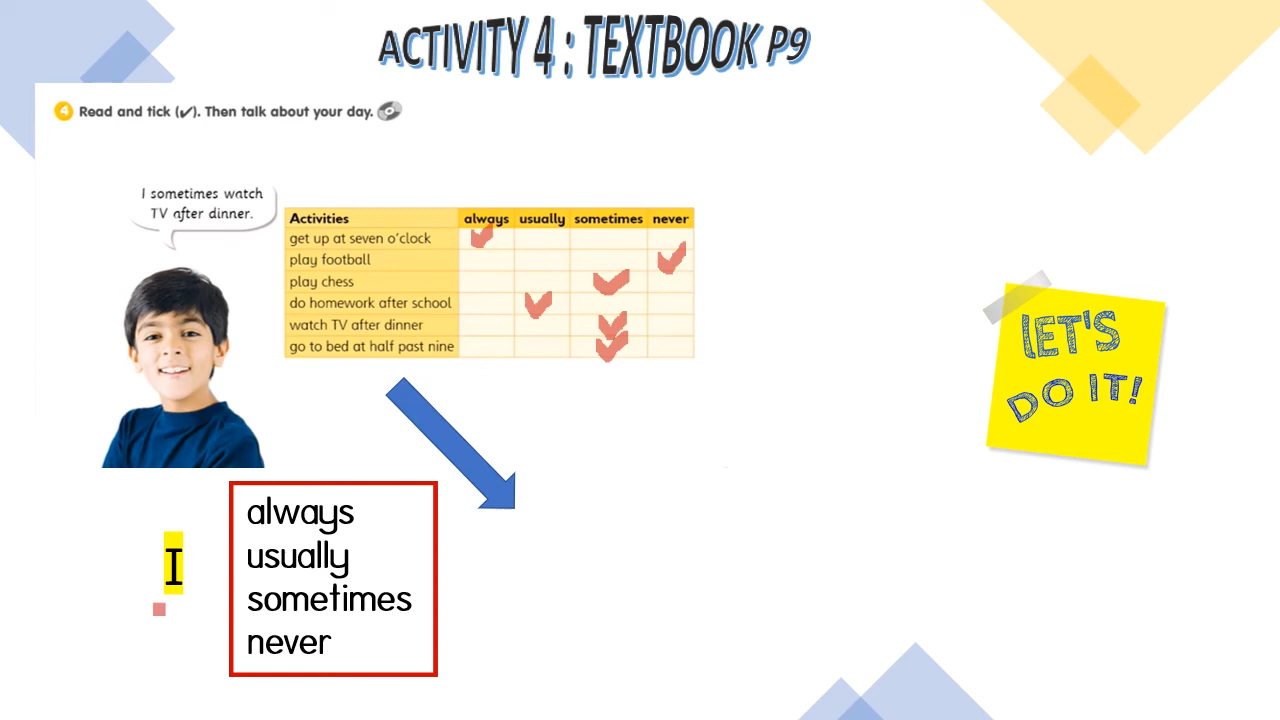 ACTIVITY 4 : TEXTBOOK P9
4 Read and tick (✔). Then talk about your day.
I sometimes watch
TV after dinner.
Activities always usually sometimes never
get up at seven o'clock
play football
play chess
do homework after school
watch TV after dinner
go to bed at half past nine
LET'S
DO IT!
I
always
usually
sometimes
never